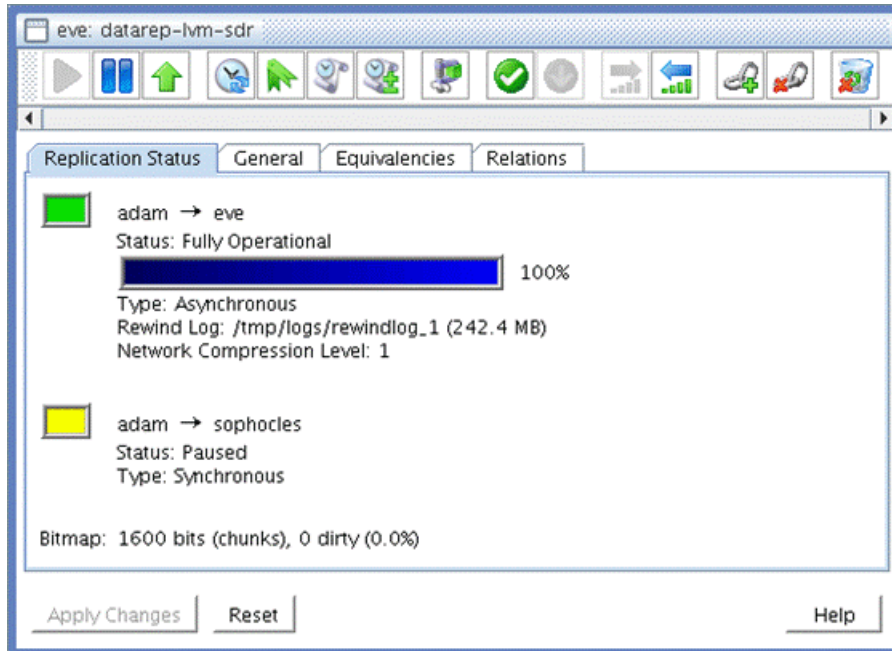 eve: datarep-lvm-sdr
Replication Status General Equivalencies Relations
adam → eve
Status: Fully Operational
100%
Type: Asynchronous
Rewind Log: /tmp/logs/rewindlog_1 (242.4 MB)
Network Compression Level: 1
adam → sophocles
Status: Paused
Type: Synchronous
Bitmap: 1600 bits (chunks), 0 dirty (0.0%)
Apply Changes Reset Help